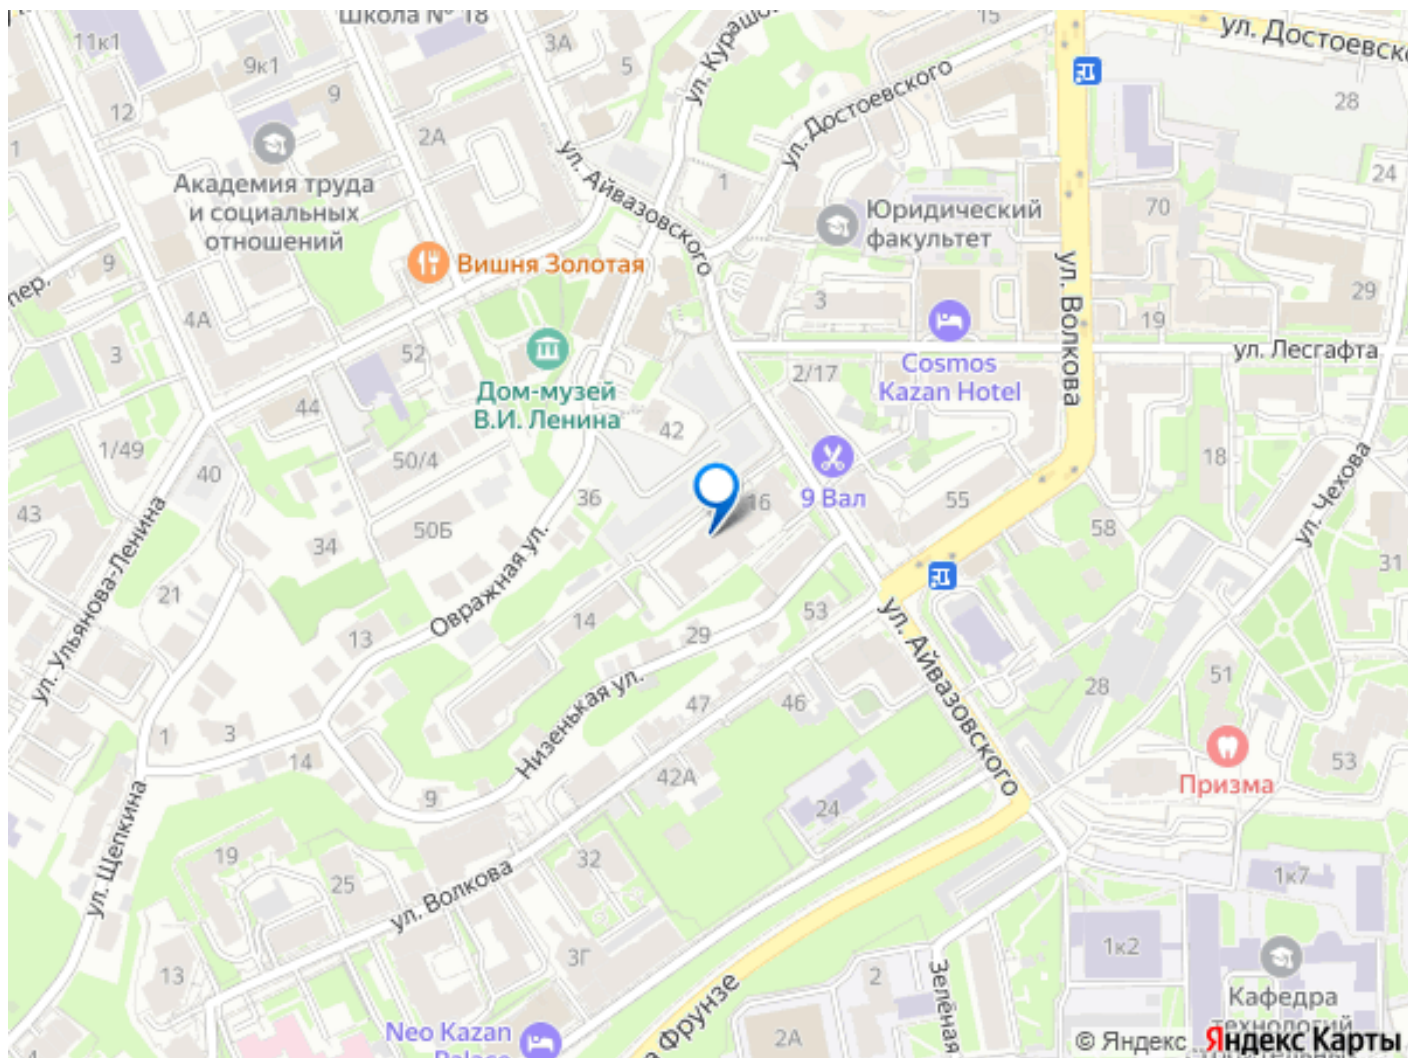 Школа № 18
15
ул. Достоевско
11к1
3А
5
ул. Курашо
9к1
12
9
2А
ул. Достоевского
28
1
Академия труда
и социальных
отношений
ул. Айвазовского
1
Юридический
факультет
70
24
пер.
9
Вишня Золотая
4А
3
3
ул. Волкова
19
29
52
Дом-музей
В.И. Ленина
Cosmos
Kazan Hotel
ул. Лесгафта
2/17
44
42
1/49
40
50/4
36
16
9 Вал
55
18
ул. Чехова
43
50Б
34
58
31
ул. Ульянова-Ленина
21
13
Овражная ул.
14
29
53
ул. Айвазовского
28
51
1
3
14
Низенькая ул.
47
46
42А
24
9
Призма
53
ул. Щепкина
19
25
32
ул. Волкова
1к7
13
3Г
2
Зелёная
1к2
Кафедра
технологий
Neo Kazan
Palace
а Фрунзе
2А
© Яндекс Яндекс Карты